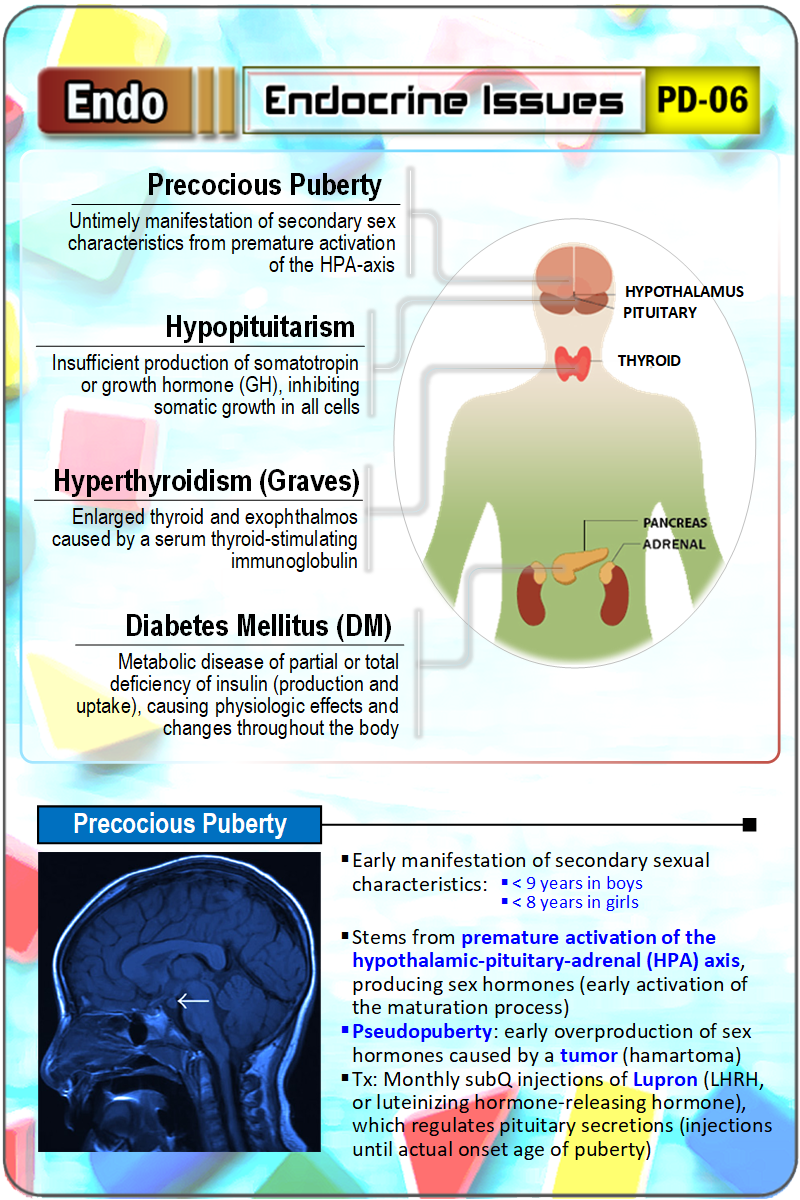 Endo
Endocrine Issues
PD-06
Precocious Puberty
Untimely manifestation of secondary sex
characteristics from premature activation
of the HPA-axis
Hypopituitarism
Insufficient production of somatotropin
or growth hormone (GH), inhibiting
somatic growth in all cells
Hyperthyroidism (Graves)
Enlarged thyroid and exophthalmos
caused by a serum thyroid-stimulating
immunoglobulin
Diabetes Mellitus (DM)
Metabolic disease of partial or total
deficiency of insulin (production and
uptake), causing physiologic effects and
changes throughout the body
HYPOTHALAMUS
PITUITARY
THYROID
PANCREAS
ADRENAL
Precocious Puberty
▪Early manifestation of secondary sexual
characteristics:
▪ < 9 years in boys
▪ < 8 years in girls
▪Stems from premature activation of the
hypothalamic-pituitary-adrenal (HPA) axis,
producing sex hormones (early activation of
the maturation process)
▪Pseudopuberty: early overproduction of sex
hormones caused by a tumor (hamartoma)
▪Tx: Monthly subQ injections of Lupron (LHRH,
or luteinizing hormone-releasing hormone),
which regulates pituitary secretions (injections
until actual onset age of puberty)